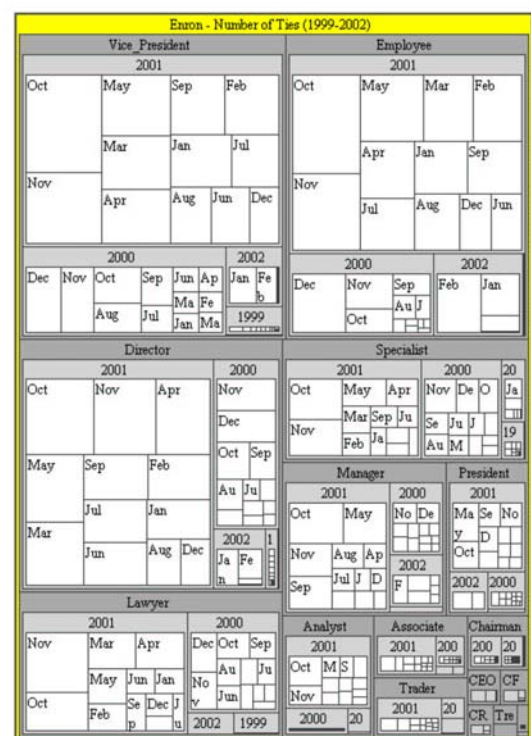 Enron - Number of Ties (1999-2002)
Vice_President
2001
Oct May Sep Feb
Mar Jan Jul
Nov
Apr Aug Jun Dec
2000
Dec Nov Oct Sep Jun Ap
Ma Fe
Aug Jul Jan Ma
2002
Jan Fe
b
1999
Employee
2001
Oct May Mar Feb
Apr Jan Sep
Nov
Jul Aug Dec Jun
2000
Dec Nov Sep
Au J
Oct
2002
Feb Jan
Director
2001
Oct Nov Apr
May Sep Feb
Jul Jan
Mar
Jun Aug Dec
2000
Nov
Dec
Oct Sep
Au Ju
2002
Ja Fe
n
1
Specialist
2001
Oct May Apr
Mar Sep Ju
Nov
Feb Ja
2000
Nov De O
Se Ju J
Au M
20
Ja
19
Manager
2001
Oct May
Nov Aug Ap
Sep Jul J D
2000
No De
2002
F
President
2001
Ma Se No
y D
Oct
2002 2000
Lawyer
2001
Nov Mar Apr
May Jun Jan
Oct
Feb Se Dec J
p u
2000
Dec Oct Sep
No Au Ju
v Jun
2002 1999
Analyst
2001
Oct M S
Nov
2000 20
Associate
2001 200
Trader
2001 20
Chairman
200 20
CEO CF
CR Tre